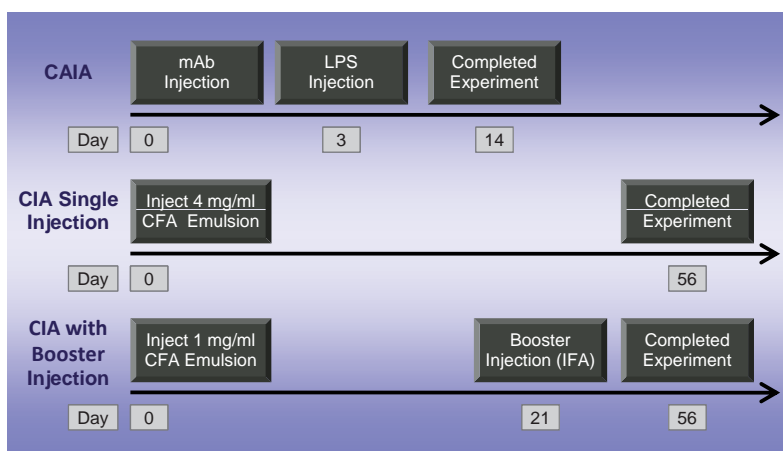 CAIA
mAb
Injection
LPS
Injection
Completed
Experiment
Day
0
3
14
CIA Single
Injection
Inject 4 mg/ml
CFA Emulsion
Completed
Experiment
Day
0
56
CIA with
Booster
Injection
Inject 1 mg/ml
CFA Emulsion
Booster
Injection (IFA)
Completed
Experiment
Day
0
21
56